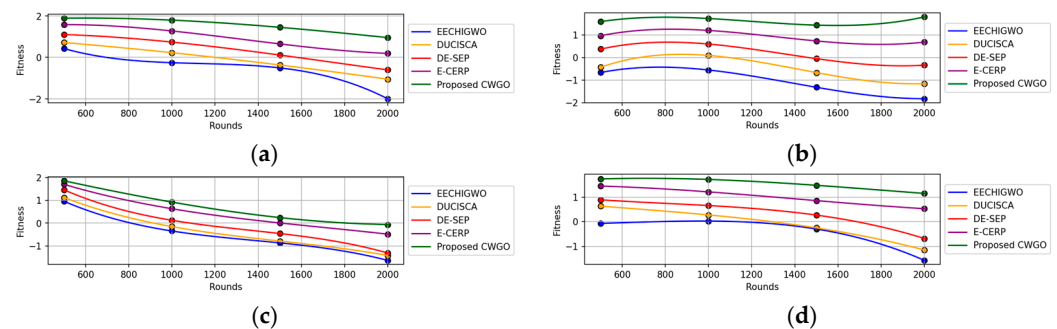 2
0
−2
Fitness
600 800 1000 1200 1400 1600 1800 2000
Rounds
EECHIGWO
DUCISCA
DE-SEP
E-CERP
Proposed CWGO
(a)
1
0
−1
−2
Fitness
600 800 1000 1200 1400 1600 1800 2000
Rounds
EECHIGWO
DUCISCA
DE-SEP
E-CERP
Proposed CWGO
(b)
2
1
0
−1
Fitness
600 800 1000 1200 1400 1600 1800 2000
Rounds
EECHIGWO
DUCISCA
DE-SEP
E-CERP
Proposed CWGO
(c)
1
0
−1
Fitness
600 800 1000 1200 1400 1600 1800 2000
Rounds
EECHIGWO
DUCISCA
DE-SEP
E-CERP
Proposed CWGO
(d)